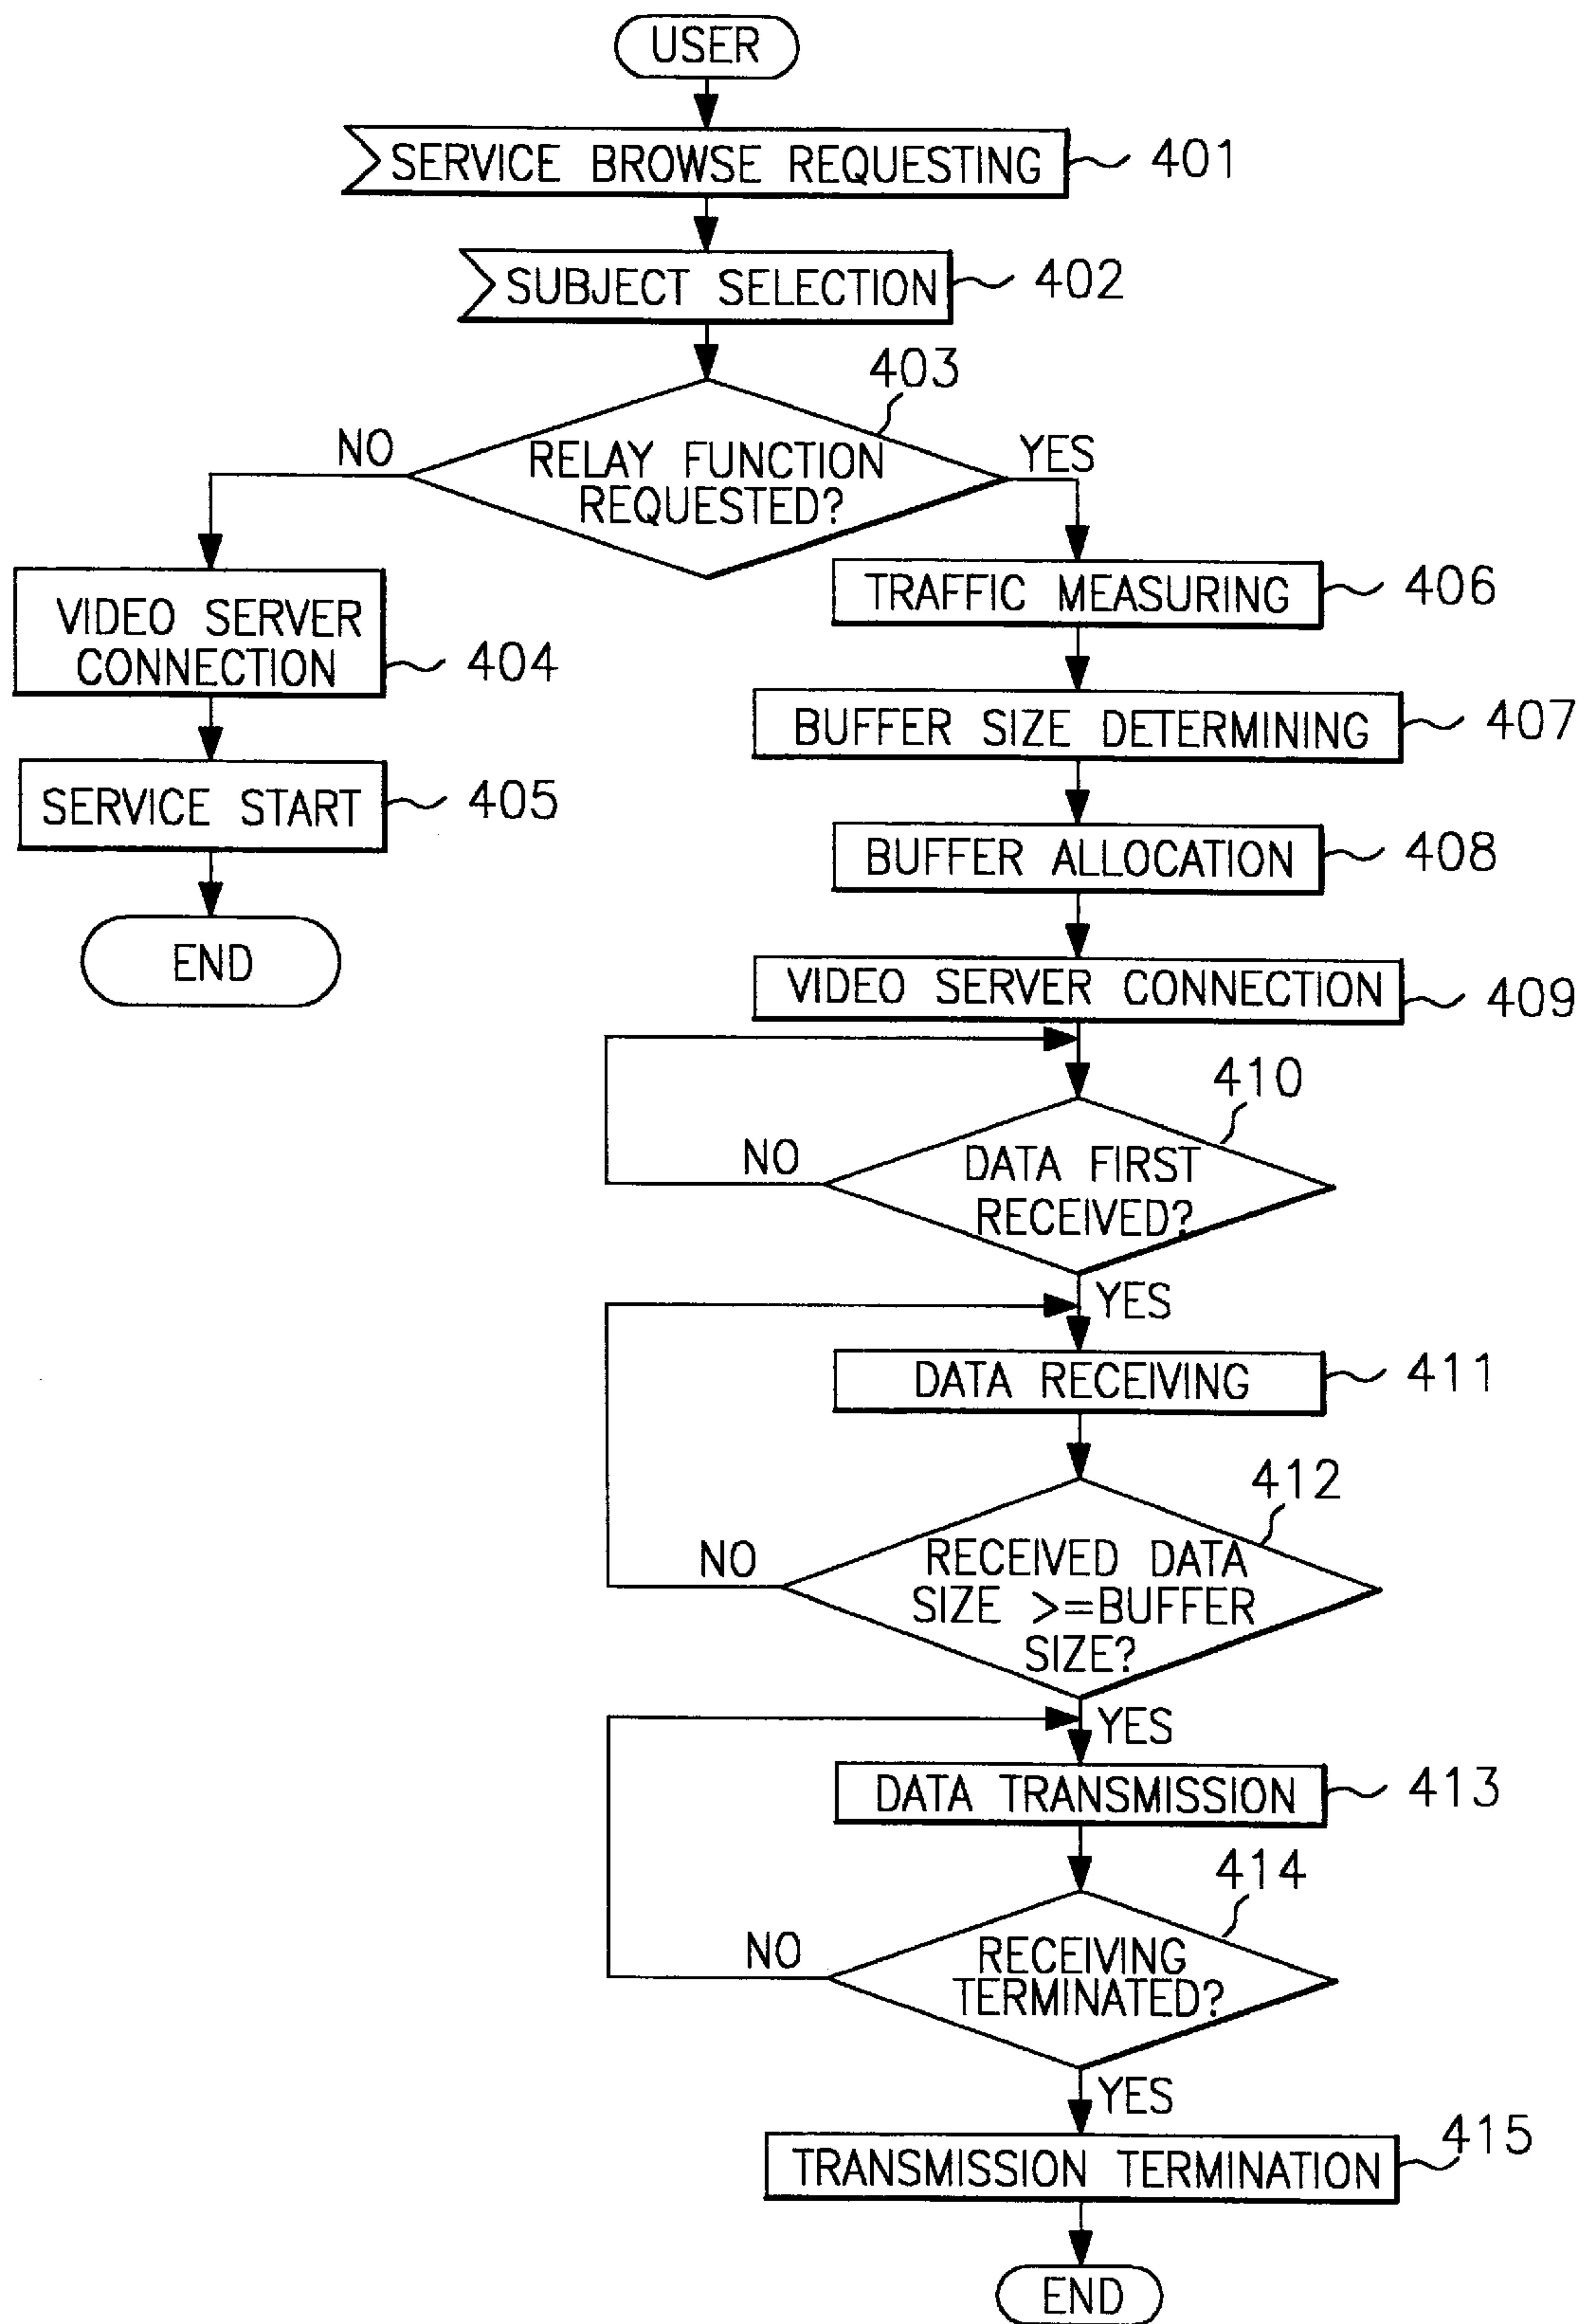 USER
SERVICE BROWSE REQUESTING
401
SUBJECT SELECTION
402
403
NO
RELAY FUNCTION
REQUESTED?
YES
VIDEO SERVER
CONNECTION
404
SERVICE START
405
END
TRAFFIC MEASURING
406
BUFFER SIZE DETERMINING
407
BUFFER ALLOCATION
408
VIDEO SERVER CONNECTION
409
410
NO
DATA FIRST
RECEIVED?
YES
DATA RECEIVING
411
412
NO
RECEIVED DATA
SIZE >=BUFFER
SIZE?
YES
DATA TRANSMISSION
413
414
NO
RECEIVING
TERMINATED?
YES
TRANSMISSION TERMINATION
415
END